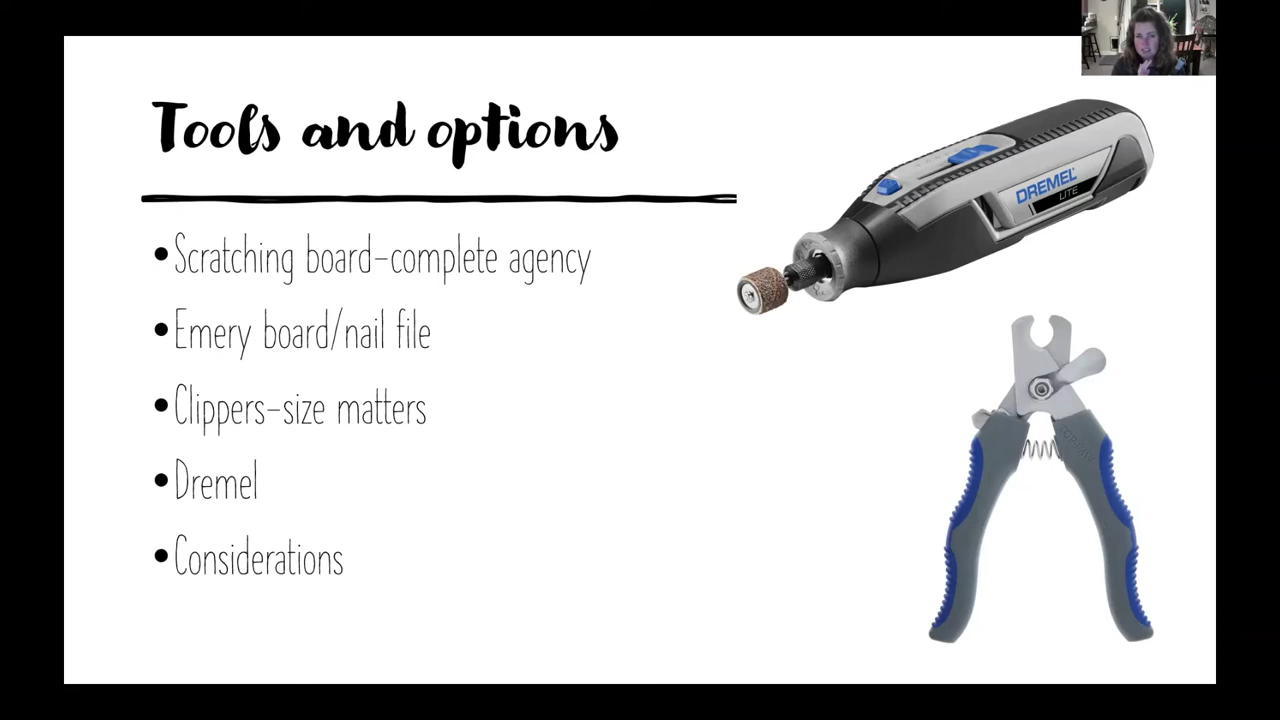 Tools and options
•Scratching board-complete agency
•Emery board/nail file
•Clippers-size matters
•Dremel
•Considerations
DREMEL
LITE